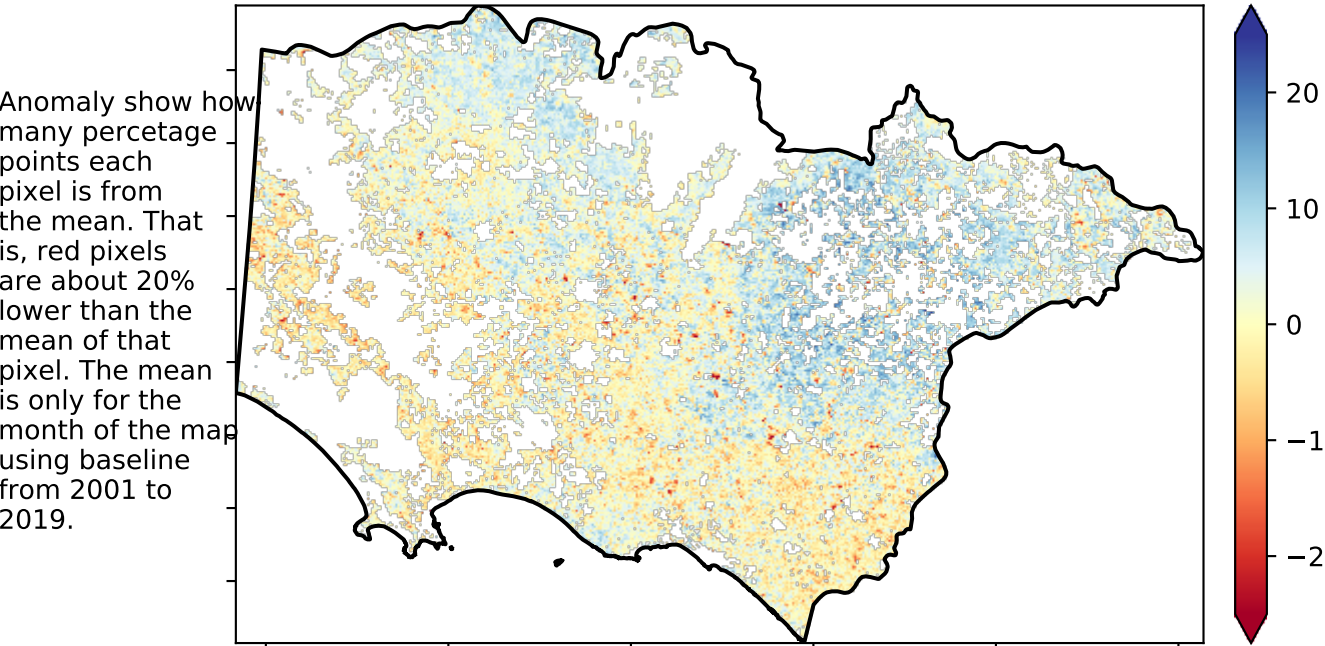 Anomaly show how
many percetage
points each
pixel is from
the mean. That
is, red pixels
are about 20%
lower than the
mean of that
pixel. The mean
is only for the
month of the map
using baseline
from 2001 to
2019.
20
10
0
−1
−2